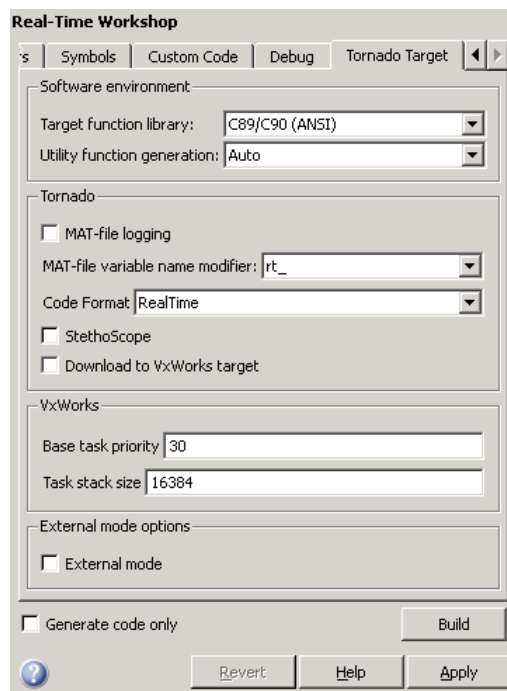 Real-Time Workshop
s Symbols Custom Code Debug Tornado Target
Software environment
Target function library: C89/C90 (ANSI)
Utility function generation: Auto
Tornado
MAT-file logging
MAT-file variable name modifier: rt_
Code Format RealTime
StethoScope
Download to VxWorks target
VxWorks
Base task priority 30
Task stack size 16384
External mode options
External mode
Generate code only Build
? Revert Help Apply